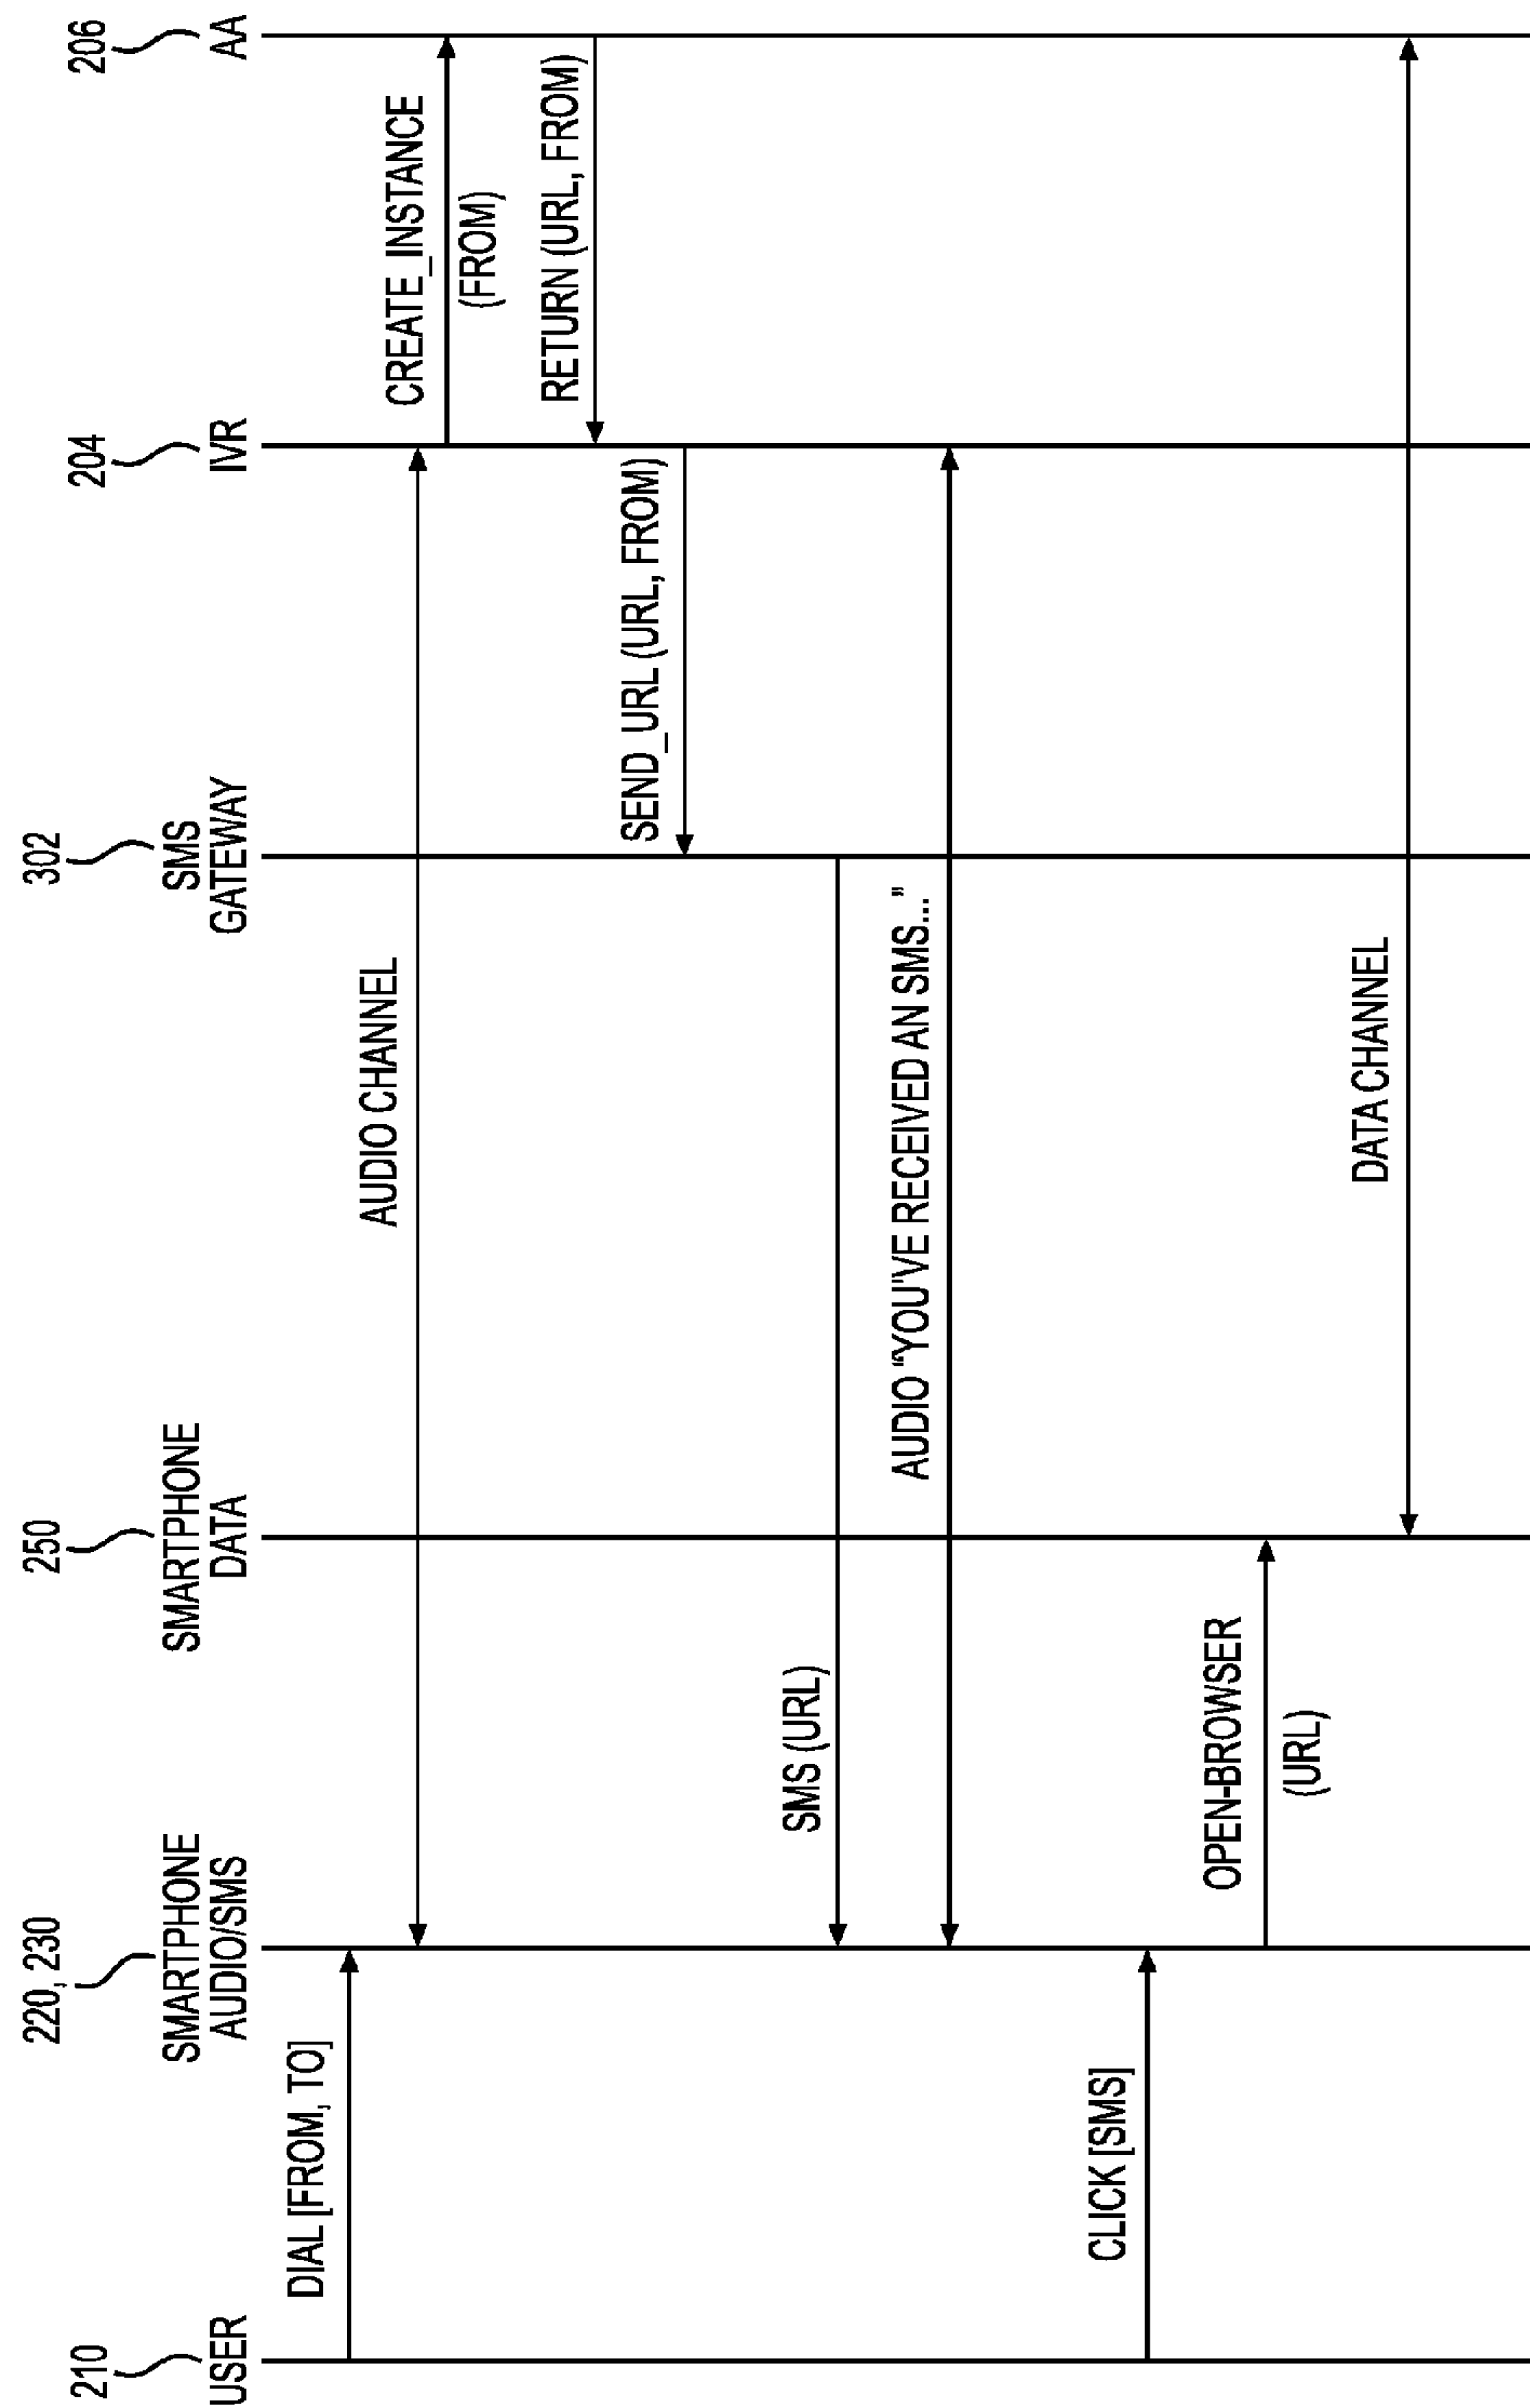 210
220, 230
250
302
204
206
USER
SMARTPHONE
AUDIO/SMS
SMARTPHONE
DATA
SMS
GATEWAY
IVR
AA
DIAL [FROM, TO]
AUDIO CHANNEL
CREATE_INSTANCE
(FROM)
RETURN (URL, FROM)
SEND_URL (URL, FROM)
SMS (URL)
AUDIO "YOU'VE RECEIVED AN SMS..."
CLICK [SMS]
OPEN-BROWSER
(URL)
DATA CHANNEL